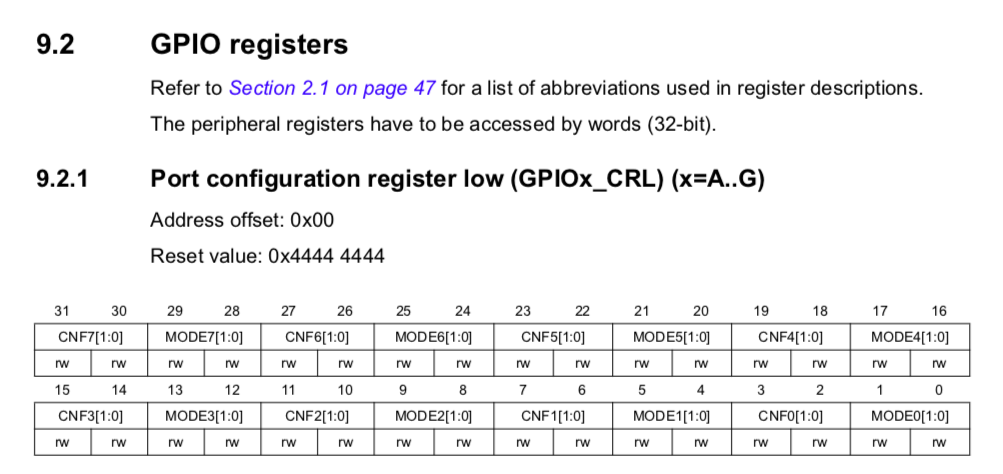 9.2 GPIO registers
Refer to Section 2.1 on page 47 for a list of abbreviations used in register descriptions.
The peripheral registers have to be accessed by words (32-bit).
9.2.1 Port configuration register low (GPIOx_CRL) (x=A..G)
Address offset: 0x00
Reset value: 0x4444 4444
31 30 29 28 27 26 25 24 23 22 21 20 19 18 17 16
CNF7[1:0] MODE7[1:0] CNF6[1:0] MODE6[1:0] CNF5[1:0] MODE5[1:0] CNF4[1:0] MODE4[1:0]
rw rw rw rw rw rw rw rw rw rw rw rw rw rw rw rw
15 14 13 12 11 10 9 8 7 6 5 4 3 2 1 0
CNF3[1:0] MODE3[1:0] CNF2[1:0] MODE2[1:0] CNF1[1:0] MODE1[1:0] CNF0[1:0] MODE0[1:0]
rw rw rw rw rw rw rw rw rw rw rw rw rw rw rw rw